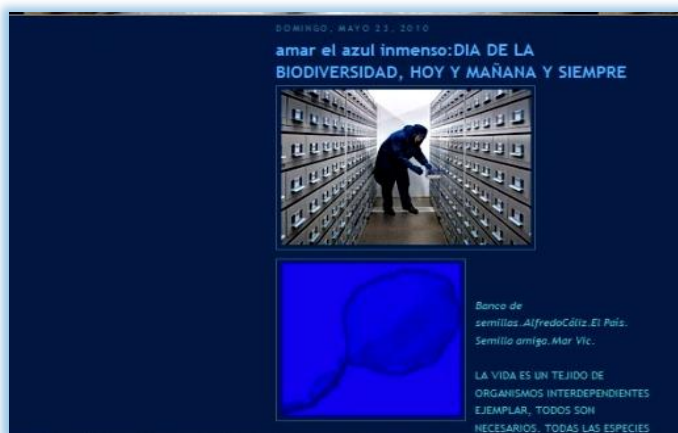 DOMINGO, MAYO 23, 2010
amar el azul inmenso:DIA DE LA
BIODIVERSIDAD, HOY Y MAÑANA Y SIEMPRE
Banco de
semillas.AlfredoCáliz.El País.
Semilla amiga.Mar Vic.
LA VIDA ES UN TEJIDO DE
ORGANISMOS INTERDEPENDIENTES
EJEMPLAR, TODOS SON
NECESARIOS. TODAS LAS ESPECIES